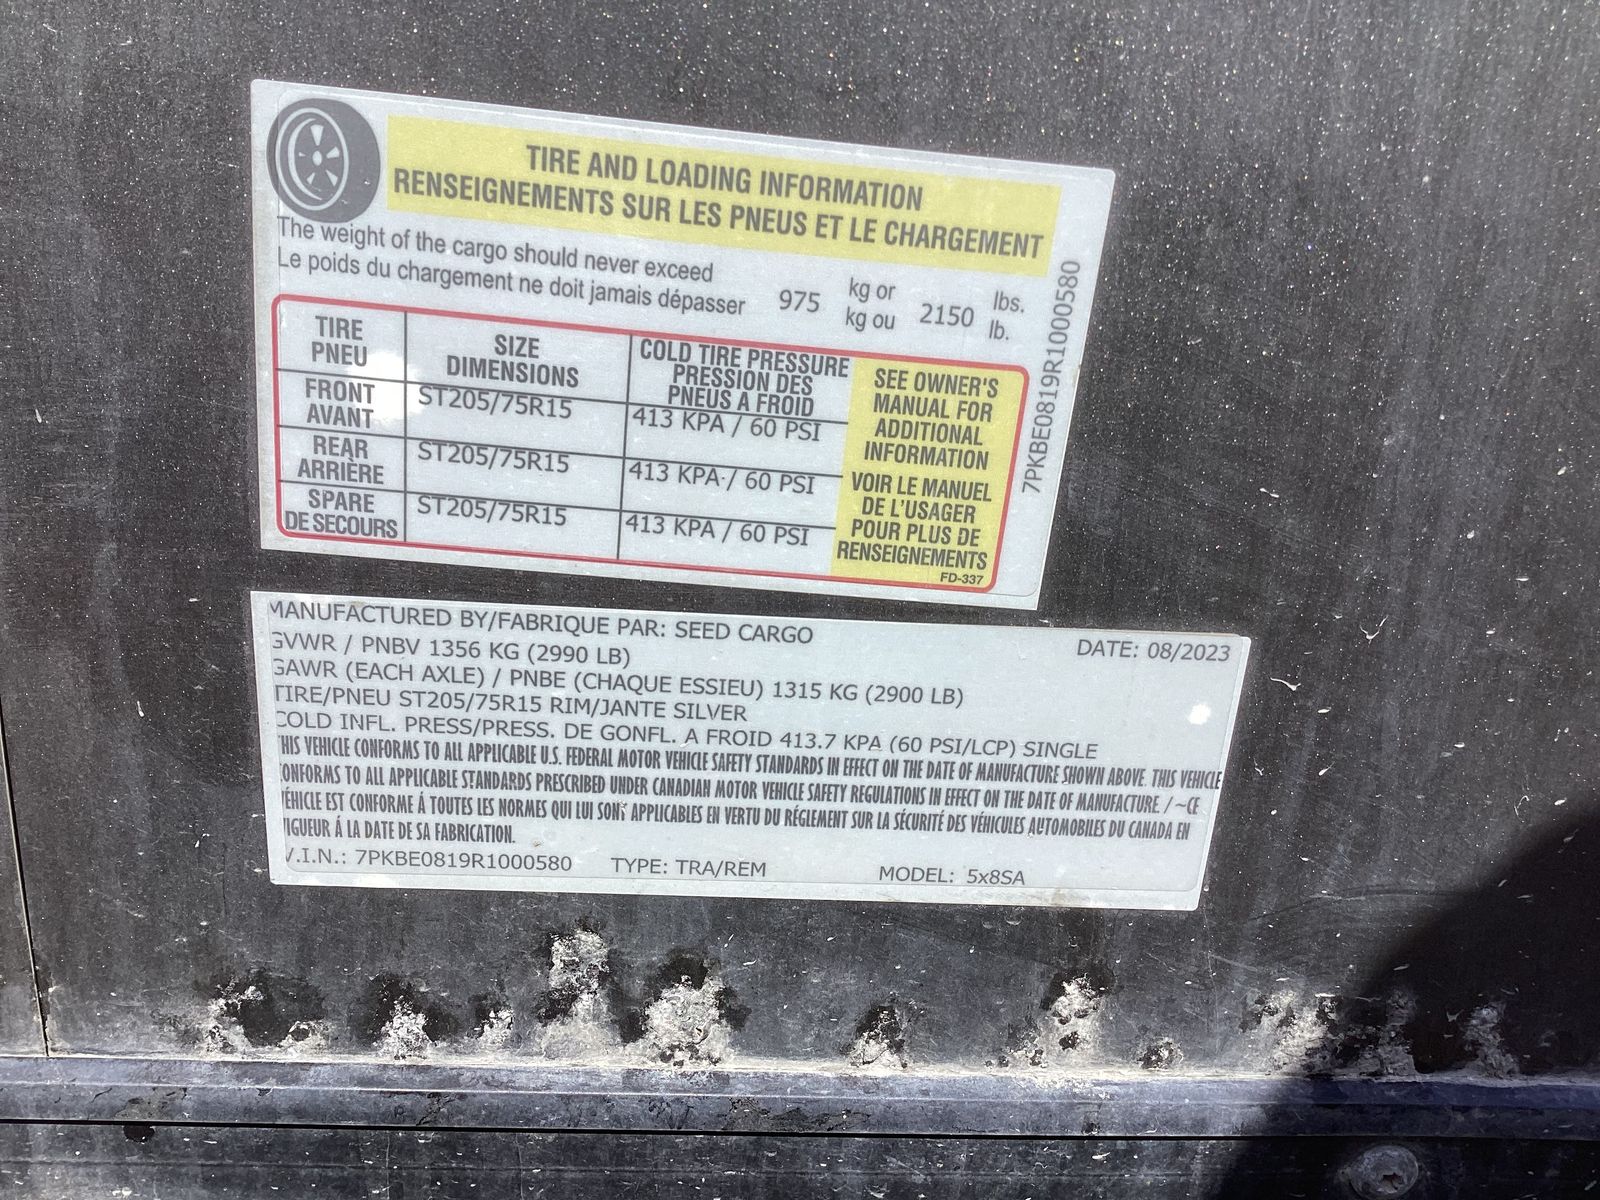 TIRE AND LOADING INFORMATION
RENSEIGNEMENTS SUR LES PNEUS ET LE CHARGEMENT
The weight of the cargo should never exceed
Le poids du chargement ne doit jamais dépasser
975
kg or
kg ou
2150
lbs.
lb.
7PKBE0819R1000580
TIRE
PNEU
SIZE
DIMENSIONS
COLD TIRE PRESSURE
PRESSION DES
PNEUS A FROID
FRONT
AVANT
ST205/75R15
413 KPA / 60 PSI
REAR
ARRIÈRE
ST205/75R15
413 KPA / 60 PSI
SPARE
DE SECOURS
ST205/75R15
413 KPA / 60 PSI
SEE OWNER'S
MANUAL FOR
ADDITIONAL
INFORMATION
VOIR LE MANUEL
DE L'USAGER
POUR PLUS DE
RENSEIGNEMENTS
FD-337
MANUFACTURED BY/FABRIQUE PAR: SEED CARGO
DATE: 08/2023
GVWR / PNBV 1356 KG (2990 LB)
GAWR (EACH AXLE) / PNBE (CHAQUE ESSIEU) 1315 KG (2900 LB)
TIRE/PNEU ST205/75R15 RIM/JANTE SILVER
COLD INFL. PRESS/PRESS. DE GONFL. A FROID 413.7 KPA (60 PSI/LCP) SINGLE
THIS VEHICLE CONFORMS TO ALL APPLICABLE U.S. FEDERAL MOTOR VEHICLE SAFETY STANDARDS IN EFFECT ON THE DATE OF MANUFACTURE SHOWN ABOVE. THIS VEHICLE
CONFORMS TO ALL APPLICABLE STANDARDS PRESCRIBED UNDER CANADIAN MOTOR VEHICLE SAFETY REGULATIONS IN EFFECT ON THE DATE OF MANUFACTURE. / ~CE
VÉHICLE EST CONFORME Á TOUTES LES NORMES QUI LUI SONT APPLICABLES EN VERTU DU RÉGLEMENT SUR LA SÉCURITÉ DES VÉHICULES AUTOMOBILES DU CANADA EN
VIGUEUR Á LA DATE DE SA FABRICATION.
V.I.N.: 7PKBE0819R1000580
TYPE: TRA/REM
MODEL: 5x8SA